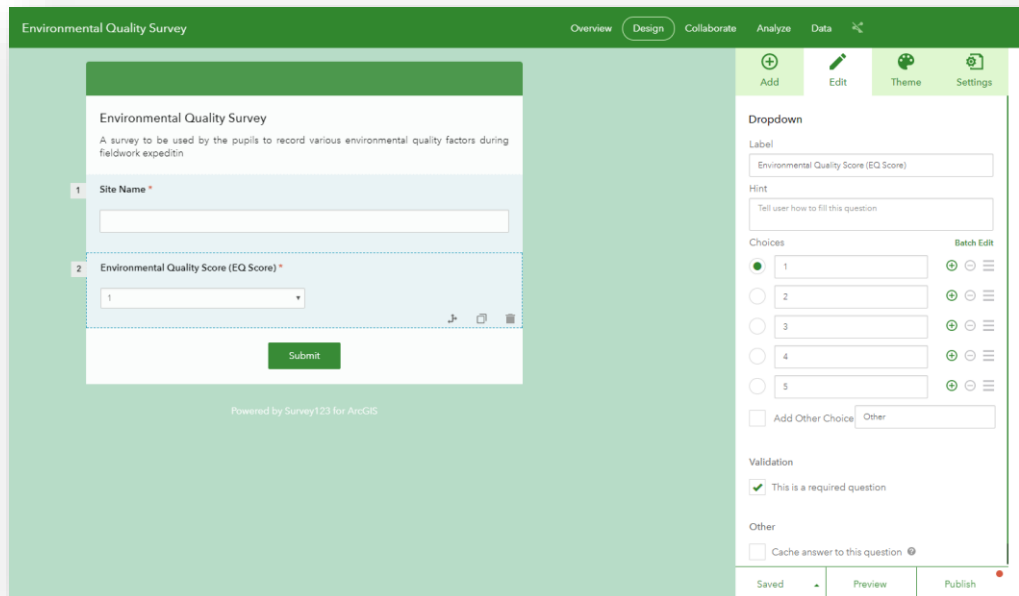 Environmental Quality Survey
Overview Design Collaborate Analyze Data
Add Edit Theme Settings
Environmental Quality Survey
A survey to be used by the pupils to record various environmental quality factors during
fieldwork expeditin
1 Site Name *
2 Environmental Quality Score (EQ Score) *
1
Submit
Powered by Survey123 for ArcGIS
Dropdown
Label
Environmental Quality Score (EQ Score)
Hint
Tell user how to fill this question
Choices Batch Edit
1
2
3
4
5
Add Other Choice Other
Validation
This is a required question
Other
Cache answer to this question ?
Saved Preview Publish